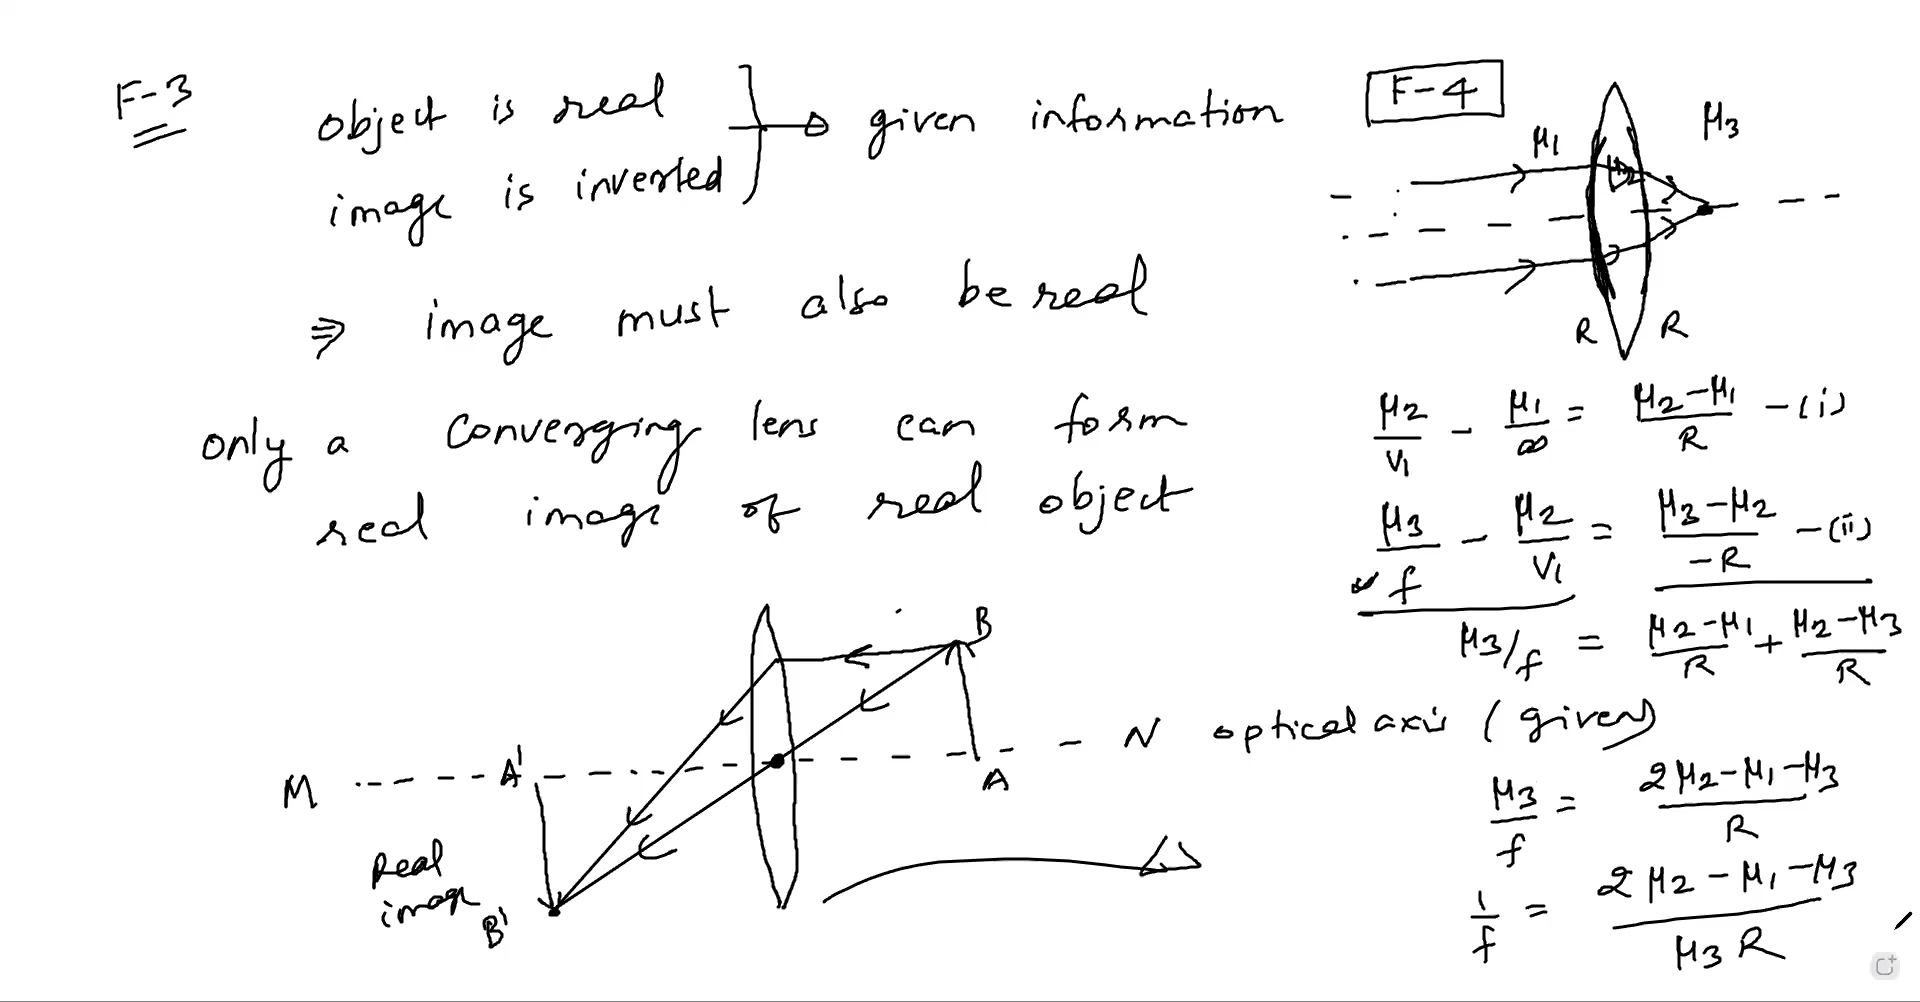 F-3
object is real
image is inverted
given information
⇒ image must also be real
only a converging lens can form
real image of real object
B
M
A'
A
N optical axis (given)
Real
image
B'
F-4
μ1
μ2
μ3
R R
μ2/v1 - μ1/∞ = (μ2-μ1)/R -(i)
μ3/f - μ2/v1 = (μ3-μ2)/-R -(ii)
μ3/f = (μ2-μ1)/R + (μ2-μ3)/R
μ3/f = (2μ2-μ1-μ3)/R
1/f = (2μ2-μ1-μ3)/(μ3 R)